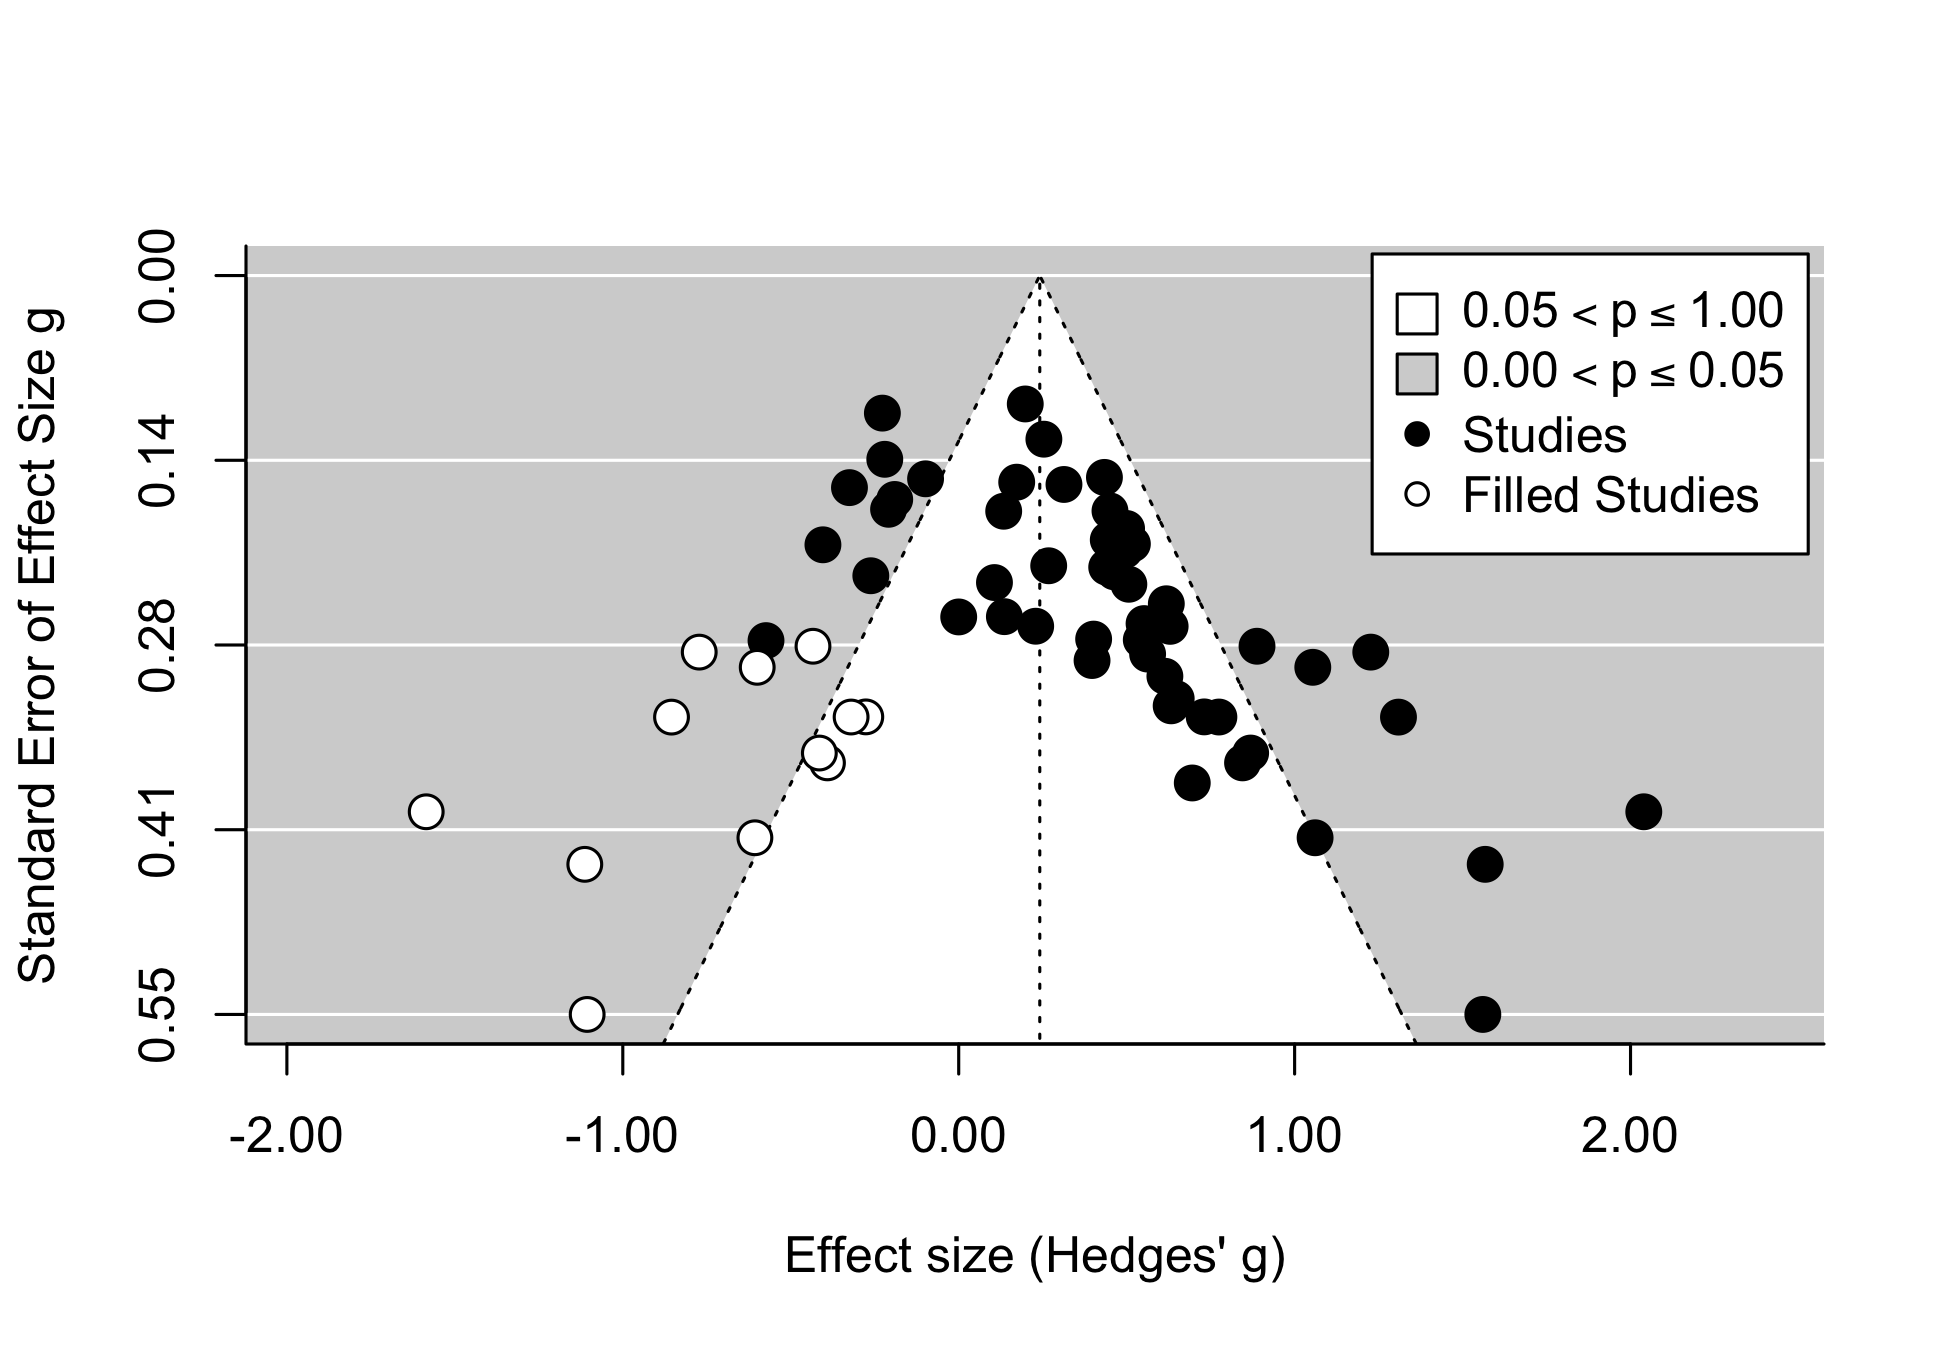 Standard Error of Effect Size g
0.00
0.14
0.28
0.41
0.55
0.05 < p ≤ 1.00
0.00 < p ≤ 0.05
Studies
Filled Studies
-2.00
-1.00
0.00
1.00
2.00
Effect size (Hedges' g)